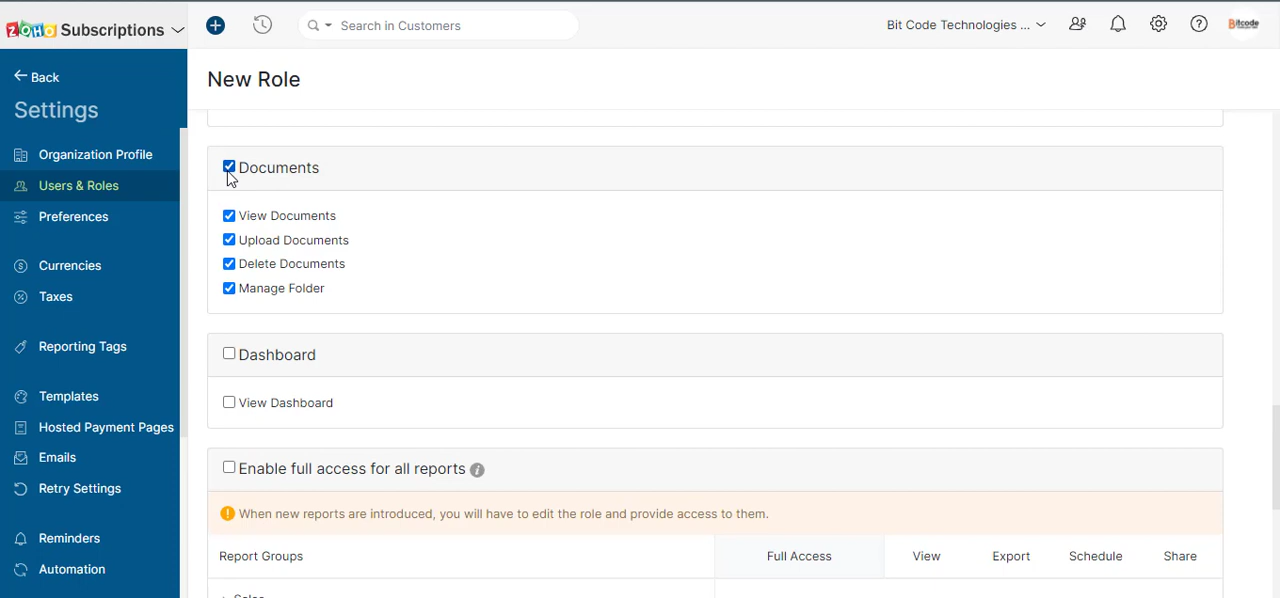 ZOHO Subscriptions
Search in Customers
Bit Code Technologies ...
Bitcode
Back
Settings
Organization Profile
Users & Roles
Preferences
Currencies
Taxes
Reporting Tags
Templates
Hosted Payment Pages
Emails
Retry Settings
Reminders
Automation
New Role
Documents
View Documents
Upload Documents
Delete Documents
Manage Folder
Dashboard
View Dashboard
Enable full access for all reports
When new reports are introduced, you will have to edit the role and provide access to them.
Report Groups Full Access View Export Schedule Share
Sales